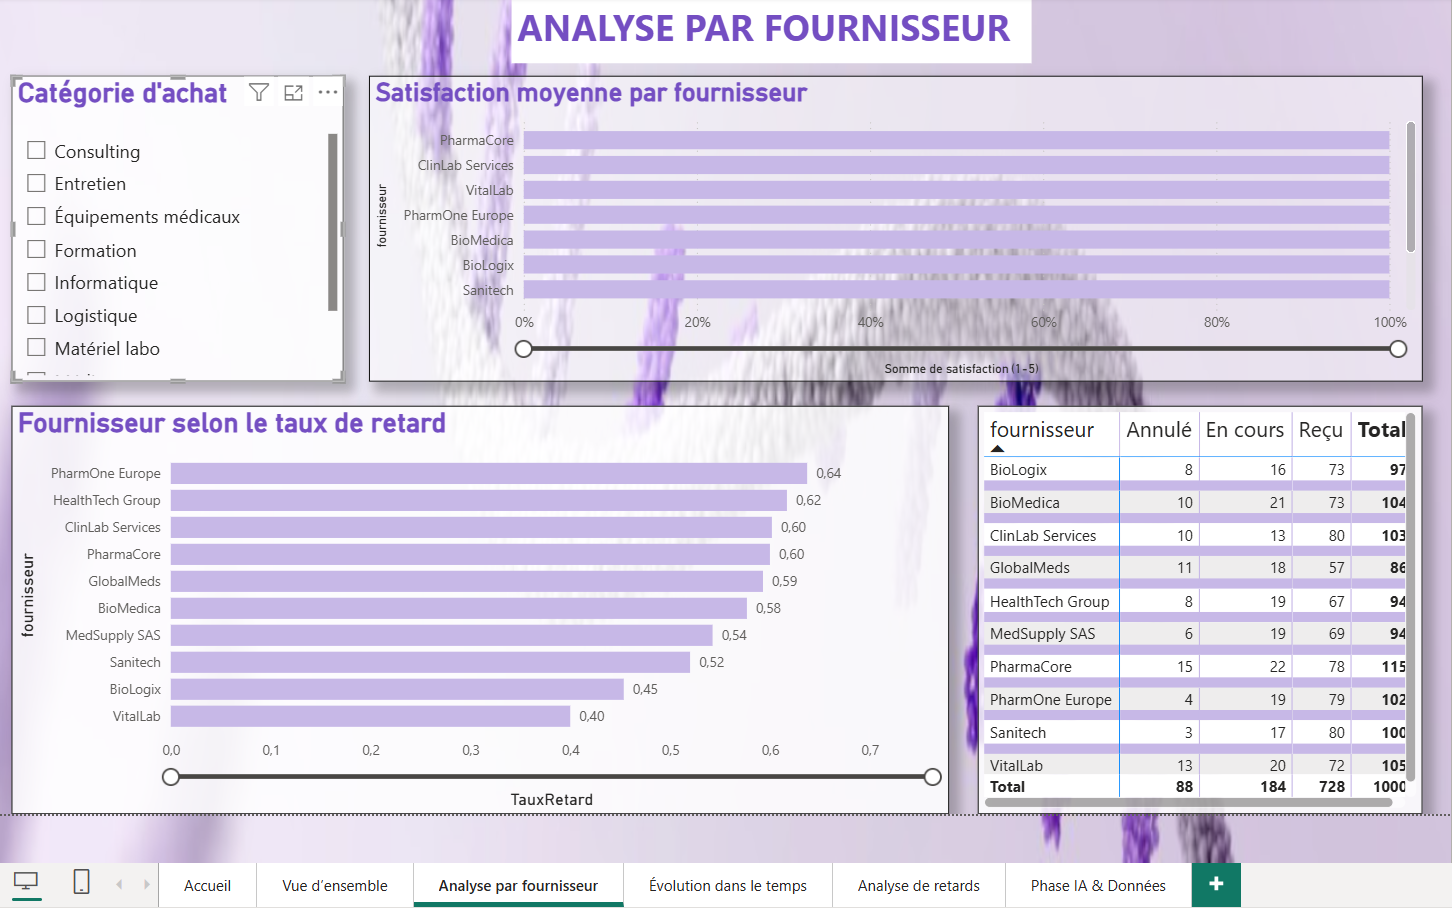 ANALYSE PAR FOURNISSEUR
Catégorie d'achat
Consulting
Entretien
Équipements médicaux
Formation
Informatique
Logistique
Matériel labo
Satisfaction moyenne par fournisseur
fournisseur
PharmaCore
ClinLab Services
VitalLab
PharmOne Europe
BioMedica
BioLogix
Sanitech
0% 20% 40% 60% 80% 100%
Somme de satisfaction (1-5)
Fournisseur selon le taux de retard
fournisseur
PharmOne Europe 0,64
HealthTech Group 0,62
ClinLab Services 0,60
PharmaCore 0,60
GlobalMeds 0,59
BioMedica 0,58
MedSupply SAS 0,54
Sanitech 0,52
BioLogix 0,45
VitalLab 0,40
0,0 0,1 0,2 0,3 0,4 0,5 0,6 0,7
TauxRetard
fournisseur Annulé En cours Reçu Total
BioLogix 8 16 73 97
BioMedica 10 21 73 104
ClinLab Services 10 13 80 103
GlobalMeds 11 18 57 86
HealthTech Group 8 19 67 94
MedSupply SAS 6 19 69 94
PharmaCore 15 22 78 115
PharmOne Europe 4 19 79 102
Sanitech 3 17 80 100
VitalLab 13 20 72 105
Total 88 184 728 1000
Accueil Vue d’ensemble Analyse par fournisseur Évolution dans le temps Analyse de retards Phase IA & Données